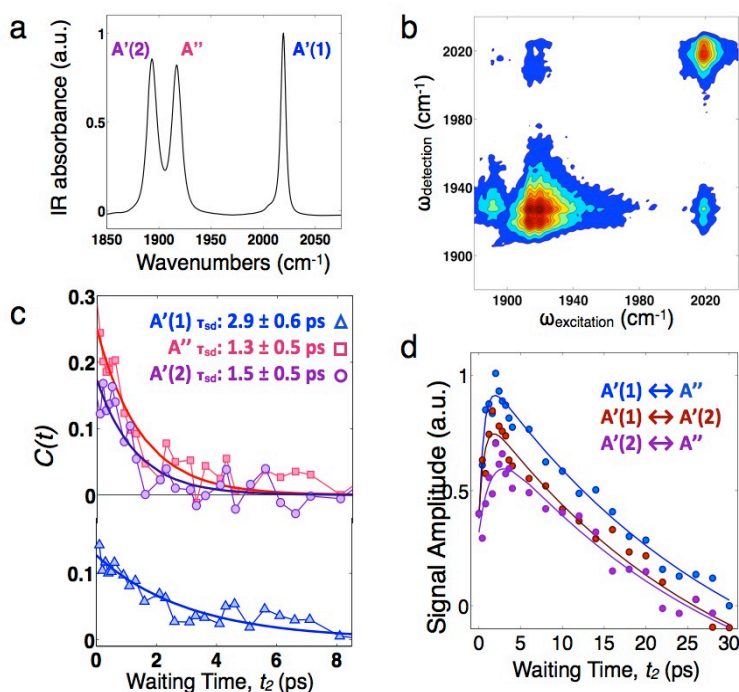 a
A'(2)
A''
A'(1)
IR absorbance (a.u.)
1
0.5
0
1850
1900
1950
2000
2050
Wavenumbers (cm-1)
b
ωdetection (cm-1)
2020
1980
1940
1900
1900
1940
1980
2020
ωexcitation (cm-1)
c
A'(1) τsd: 2.9 ± 0.6 ps
A'' τsd: 1.3 ± 0.5 ps
A'(2) τsd: 1.5 ± 0.5 ps
C(t)
0.3
0.2
0.1
0
0.1
0
0
2
4
6
8
Waiting Time, t2 (ps)
d
A'(1) ↔ A''
A'(1) ↔ A'(2)
A'(2) ↔ A''
Signal Amplitude (a.u.)
1
0.5
0
0
5
10
15
20
25
30
Waiting Time, t2 (ps)